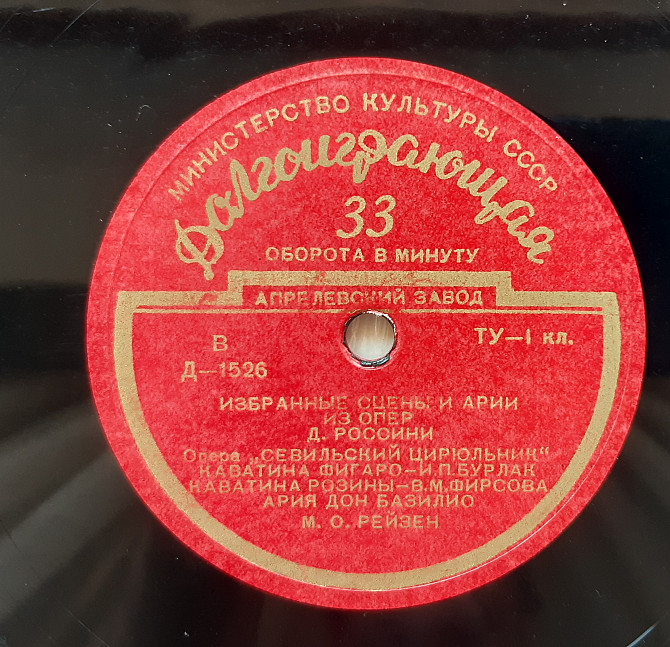 МИНИСТЕРСТВО КУЛЬТУРЫ СССР
Долгоиграющая
33
ОБОРОТА В МИНУТУ
АПРЕЛЕВСКИЙ ЗАВОД
В
Д—1526
ТУ—1 кл.
ИЗБРАННЫЕ СЦЕНЫ И АРИИ
ИЗ ОПЕР
Д. РОССИНИ
Опера „СЕВИЛЬСКИЙ ЦИРЮЛЬНИК“
КАВАТИНА ФИГАРО—И.П.БУРЛАК
КАВАТИНА РОЗИНЫ—В.М.ФИРСОВА
АРИЯ ДОН БАЗИЛИО
М. О. РЕЙЗЕН